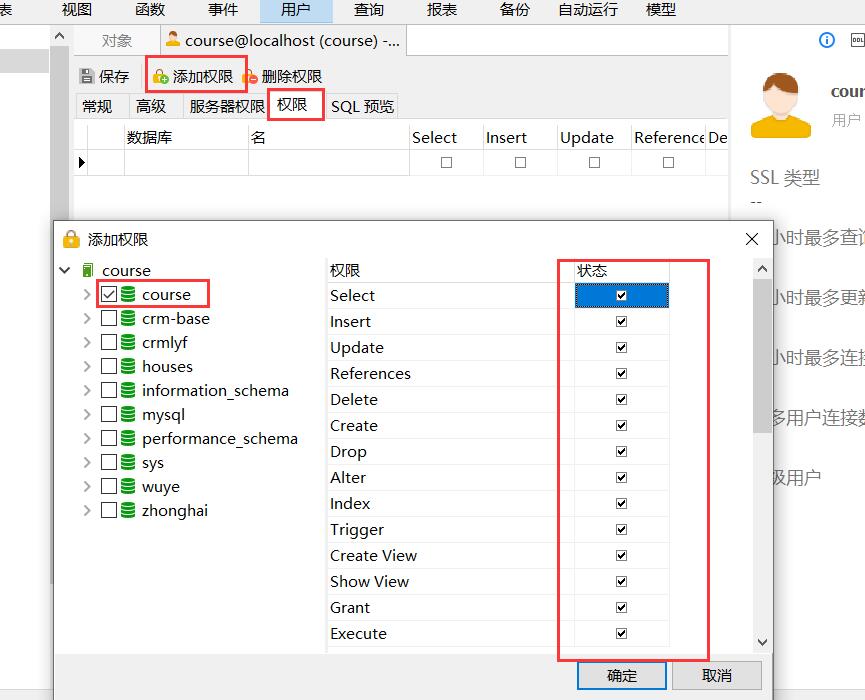 表 视图 函数 事件 用户 查询 报表 备份 自动运行 模型
对象 course@localhost (course) -...
保存 添加权限 删除权限
常规 高级 服务器权限 权限 SQL 预览
数据库 名 Select Insert Update Reference De
DDL
cour
用户
SSL 类型
--
小时最多查询
小时最多更新
小时最多连接
多用户连接数
级用户
添加权限
course
course
crm-base
crmlyf
houses
information_schema
mysql
performance_schema
sys
wuye
zhonghai
权限 状态
Select
Insert
Update
References
Delete
Create
Drop
Alter
Index
Trigger
Create View
Show View
Grant
Execute
确定 取消